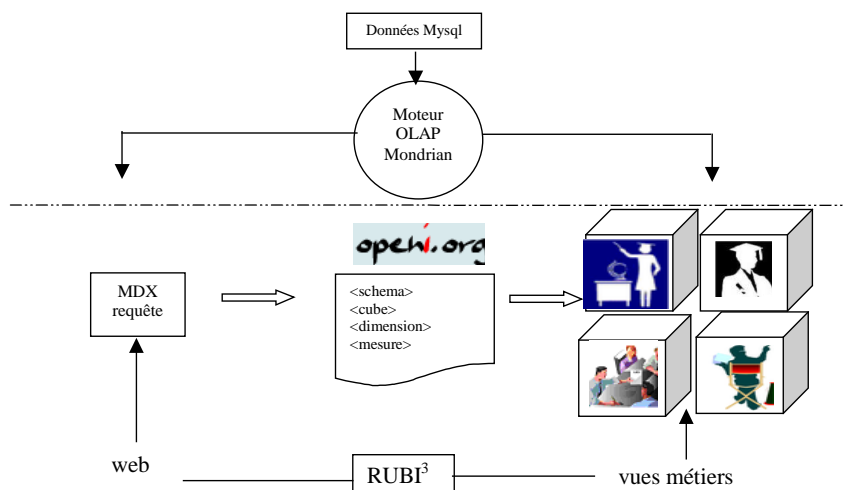 Données Mysql
Moteur
OLAP
Mondrian
openi.org
MDX
requête
<schema>
<cube>
<dimension>
<mesure>
web
RUBI³
vues métiers